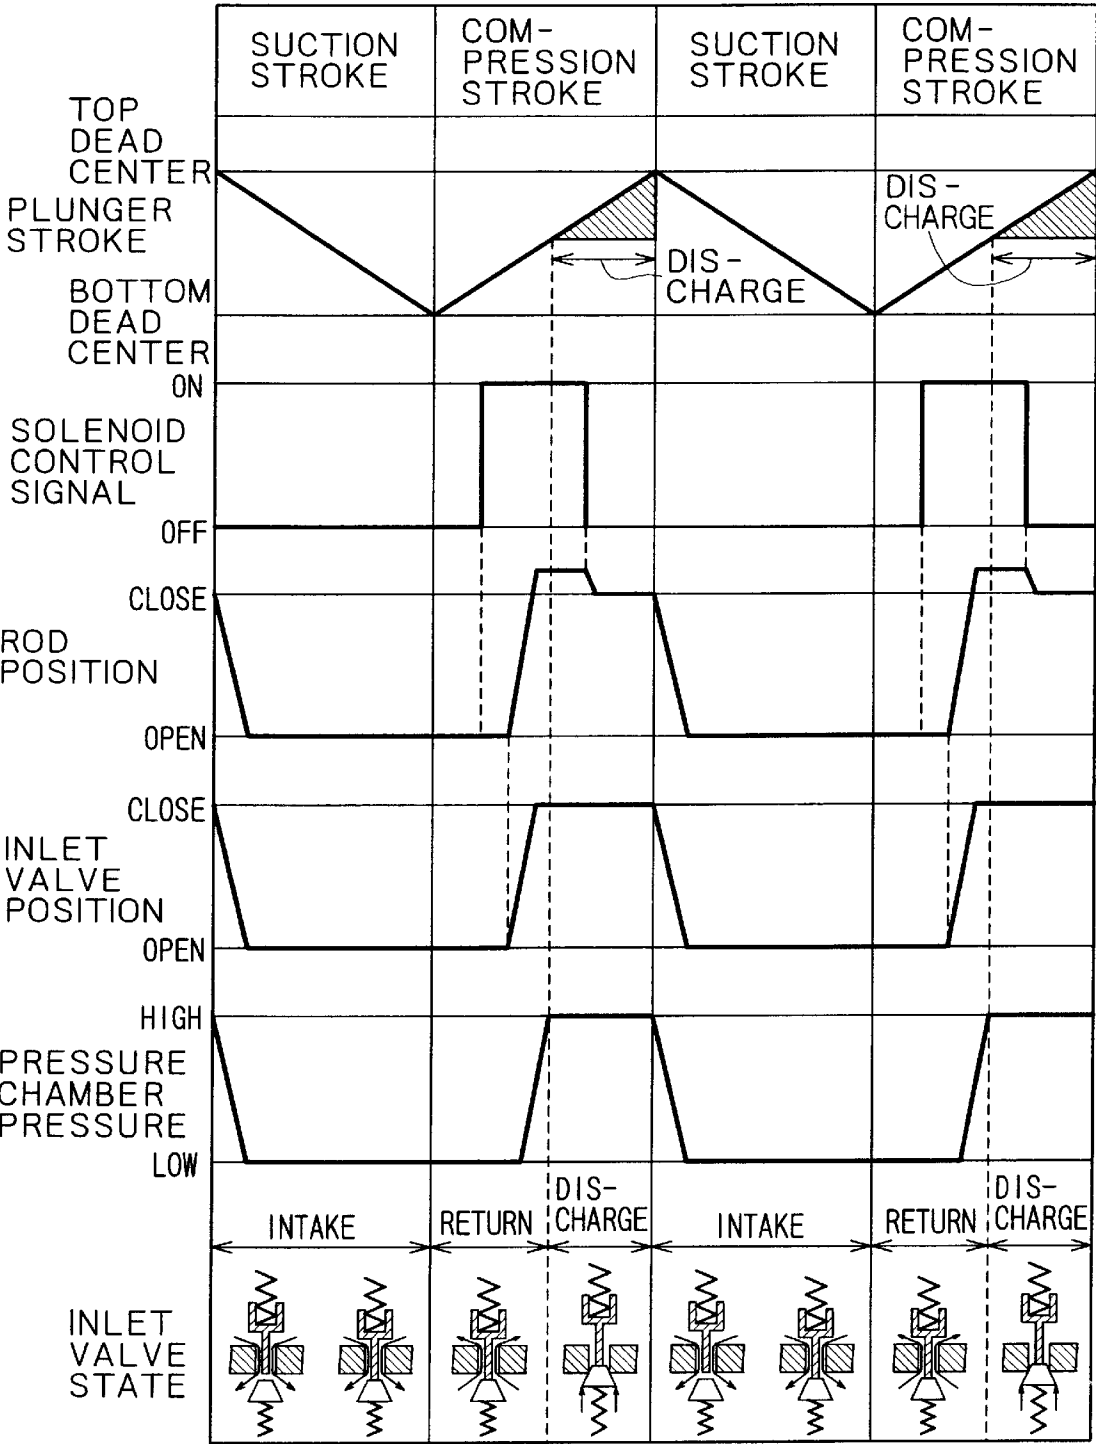 SUCTION
STROKE
COM-
PRESSION
STROKE
SUCTION
STROKE
COM-
PRESSION
STROKE
TOP
DEAD
CENTER
PLUNGER
STROKE
BOTTOM
DEAD
CENTER
DIS-
CHARGE
DIS-
CHARGE
ON
SOLENOID
CONTROL
SIGNAL
OFF
CLOSE
ROD
POSITION
OPEN
CLOSE
INLET
VALVE
POSITION
OPEN
HIGH
PRESSURE
CHAMBER
PRESSURE
LOW
INTAKE
RETURN
DIS-
CHARGE
INTAKE
RETURN
DIS-
CHARGE
INLET
VALVE
STATE